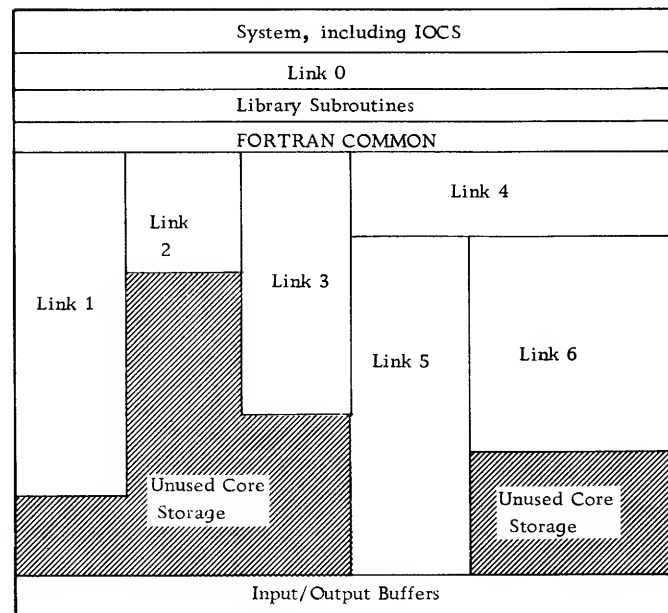 System, including IOCS
Link 0
Library Subroutines
FORTRAN COMMON
Link 1
Link
2
Link 3
Link 4
Link 5
Link 6
Unused Core
Storage
Unused Core
Storage
Input/Output Buffers